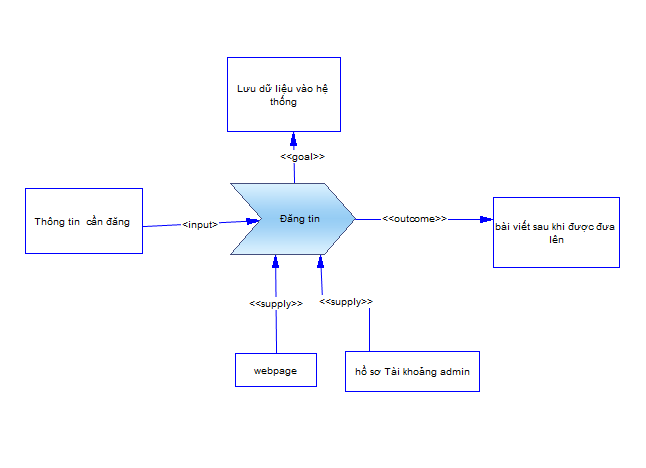 Lưu dữ liệu vào hệ
thống
<<goal>>
Thông tin cần đăng
<input>
Đăng tin
<<outcome>>
bài viết sau khi được đưa
lên
<<supply>>
<<supply>>
webpage
hồ sơ Tài khoảng admin